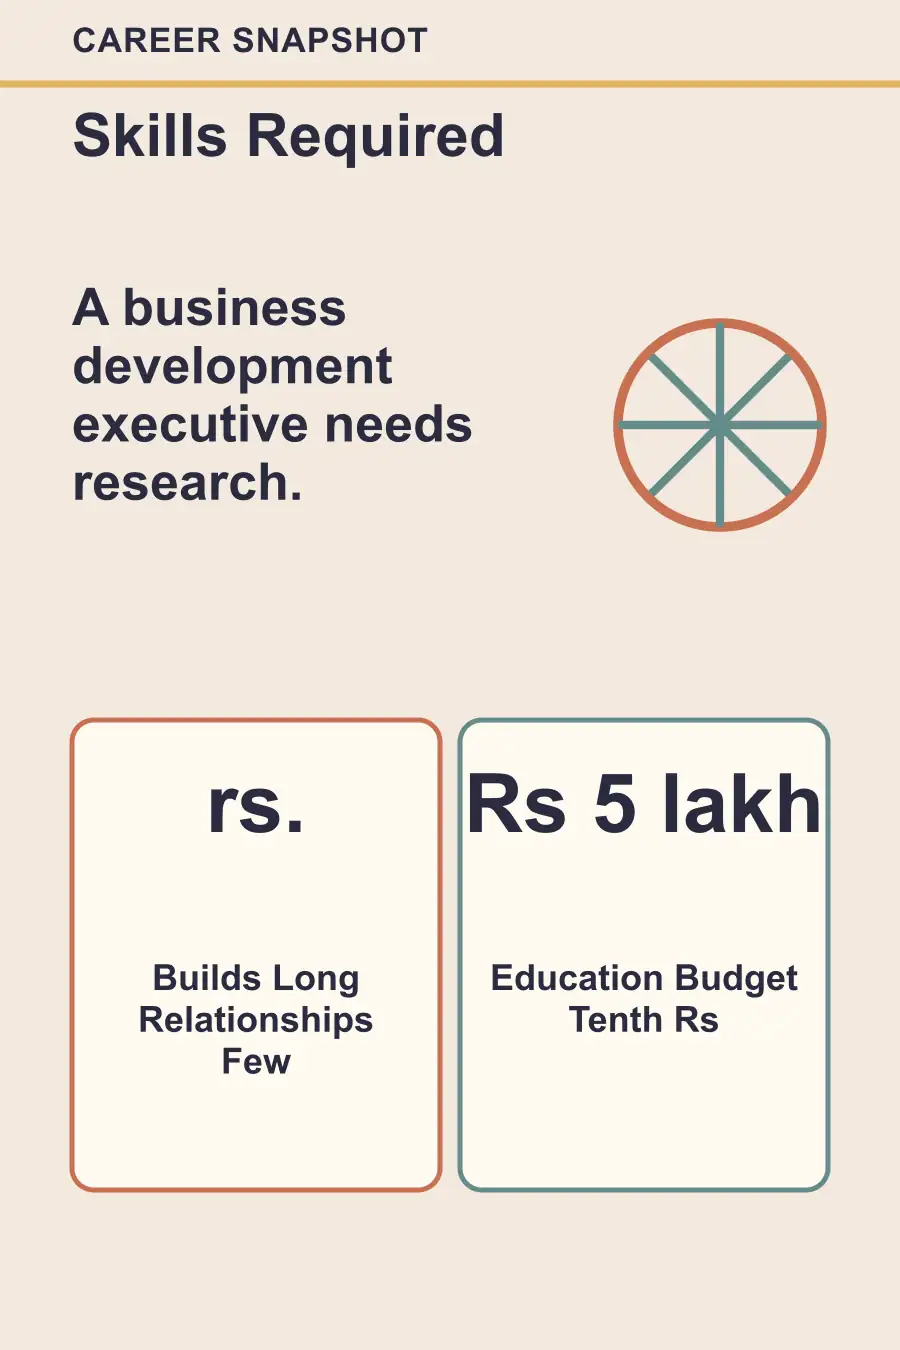 CAREER SNAPSHOT
Skills Required
A business
development
executive needs
research.
rs.
Builds Long
Relationships
Few
Rs 5 lakh
Education Budget
Tenth Rs